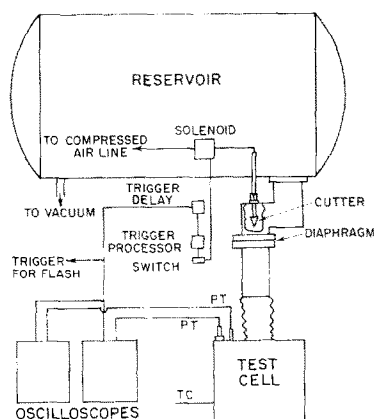 RESERVOIR
SOLENOID
TO COMPRESSED
AIR LINE
TO VACUUM
TRIGGER
DELAY
CUTTER
DIAPHRAGM
TRIGGER
PROCESSOR
SWITCH
TRIGGER
FOR FLASH
PT
PT
TEST
CELL
TC
OSCILLOSCOPES